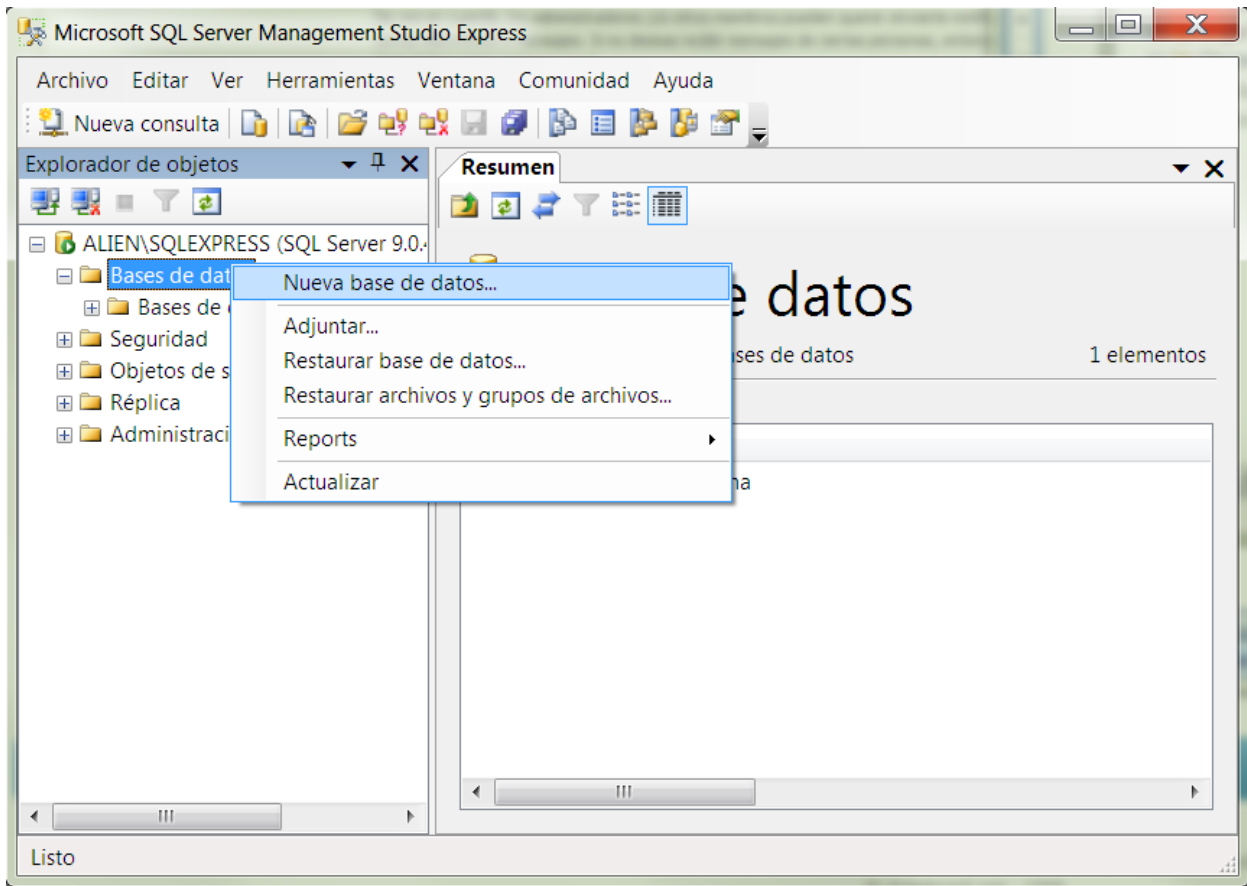 Microsoft SQL Server Management Studio Express
Archivo Editar Ver Herramientas Ventana Comunidad Ayuda
Nueva consulta
Explorador de objetos
Resumen
ALIEN\SQLEXPRESS (SQL Server 9.0.
Bases de dat
Bases de
Seguridad
Objetos de s
Réplica
Administraci
Nueva base de datos...
Adjuntar...
Restaurar base de datos...
Restaurar archivos y grupos de archivos...
Reports
Actualizar
e datos
ses de datos
1 elementos
na
Listo